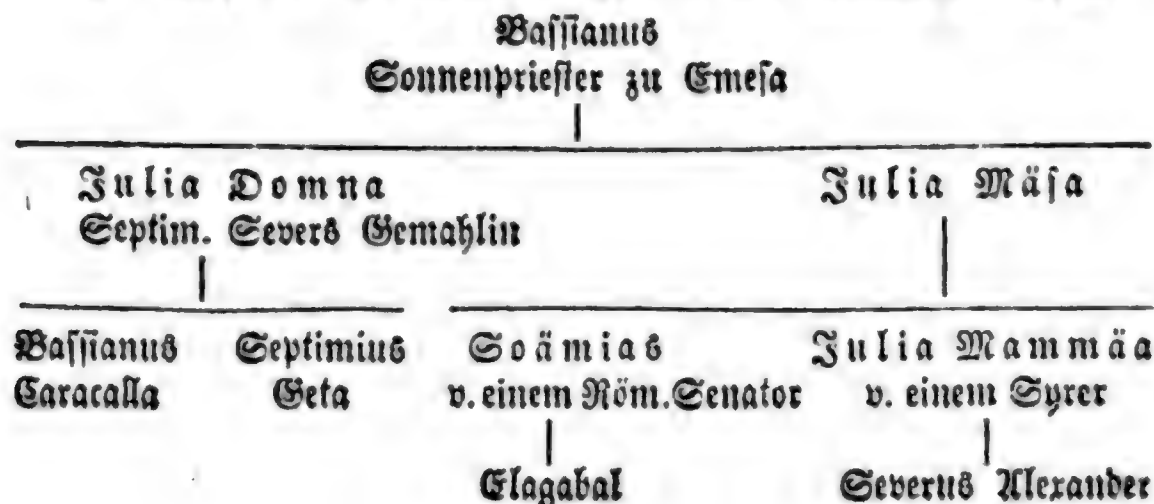 Baſſianus
Sonnenprieſter zu Emeſa
Julia Domna
Septim. Severs Gemahlin
Julia Mäſa
Baſſianus
Caracalla
Septimius
Geta
Soämias
v. einem Röm. Senator
Julia Mammäa
v. einem Syrer
Elagabal
Severus Alexander